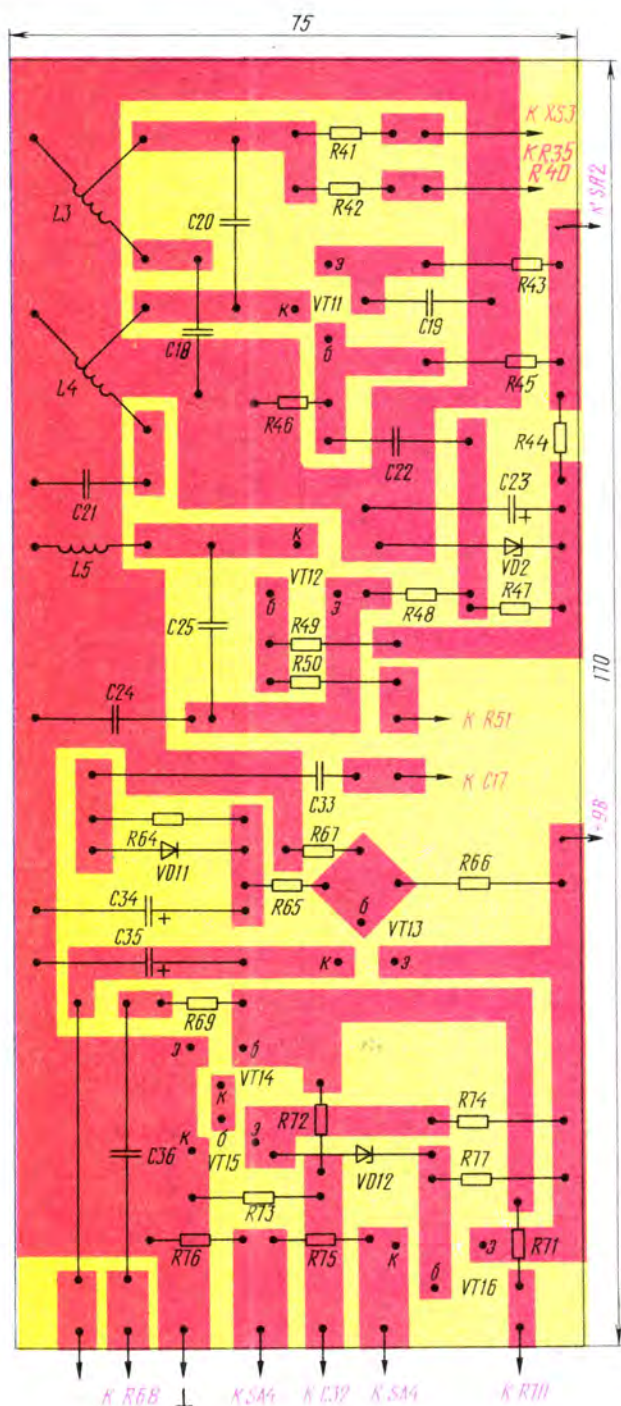 75
К XS3
R41
К R35
R40
R42
К SA2
L3
C20
Э
R43
К
VT11
C19
C18
б
L4
R45
R46
R44
C22
C21
C23
+
К
L5
VD2
VT12
б
Э
R47
R48
C25
R49
R50
170
C24
К R51
К C17
C33
+9В
R67
R64
R66
VD11
R65
C34
б
+
VT13
C35
К
Э
+
R69
Э
б
VT14
К
R72
R74
б
Э
К
VT15
C36
VD12
R77
R73
R76
R75
К
Э
R71
б
VT16
К R68
⊥
К SA4
К C32
К SA4
К R70